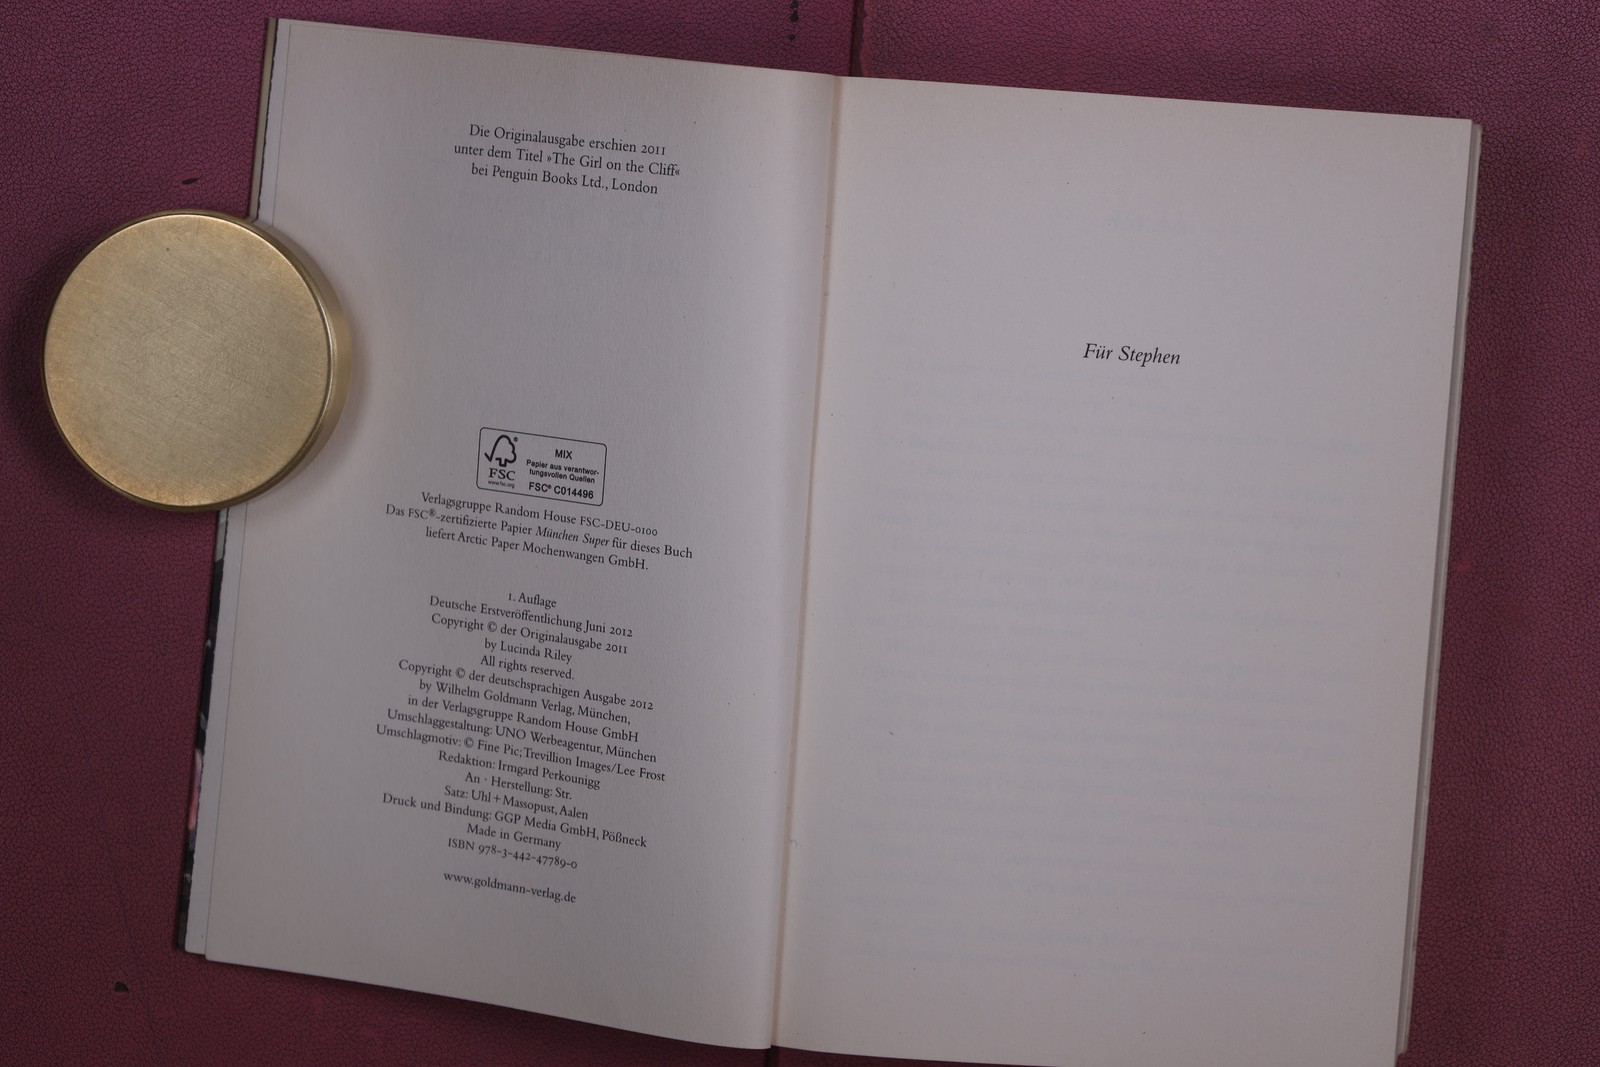 Die Originalausgabe erschien 2011
unter dem Titel »The Girl on the Cliff«
bei Penguin Books Ltd., London
FSC
www.fsc.org
MIX
Papier aus verantwor-
tungsvollen Quellen
FSC® C014496
Verlagsgruppe Random House FSC-DEU-0100
Das FSC®-zertifizierte Papier München Super für dieses Buch
liefert Arctic Paper Mochenwangen GmbH.
1. Auflage
Deutsche Erstveröffentlichung Juni 2012
Copyright © der Originalausgabe 2011
by Lucinda Riley
All rights reserved.
Copyright © der deutschsprachigen Ausgabe 2012
by Wilhelm Goldmann Verlag, München,
in der Verlagsgruppe Random House GmbH
Umschlaggestaltung: UNO Werbeagentur, München
Umschlagmotiv: © Fine Pic; Trevillion Images/Lee Frost
Redaktion: Irmgard Perkounigg
An · Herstellung: Str.
Satz: Uhl + Massopust, Aalen
Druck und Bindung: GGP Media GmbH, Pößneck
Made in Germany
ISBN 978-3-442-47789-0
www.goldmann-verlag.de
Für Stephen